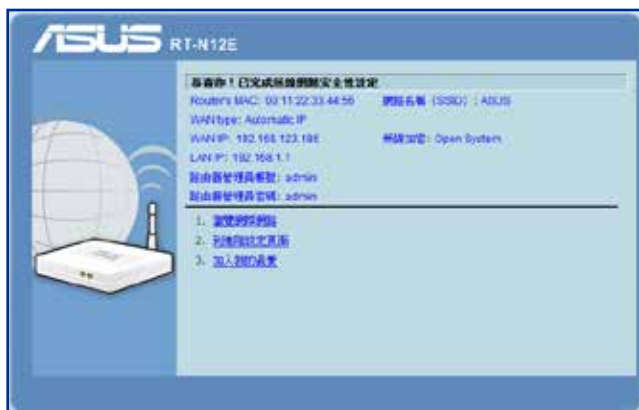 ASUS RT-N12E
恭喜你！已完成無線網路安全性設定
Router's MAC: 00:11:22:33:44:56 網路名稱 (SSID) : ASUS
WAN type: Automatic IP
WAN IP: 192.168.123.186 無線加密: Open System
LAN IP: 192.168.1.1
路由器管理員帳號: admin
路由器管理員密碼: admin
1. 瀏覽網際網路
2. 到進階設定頁面
3. 加入我的最愛